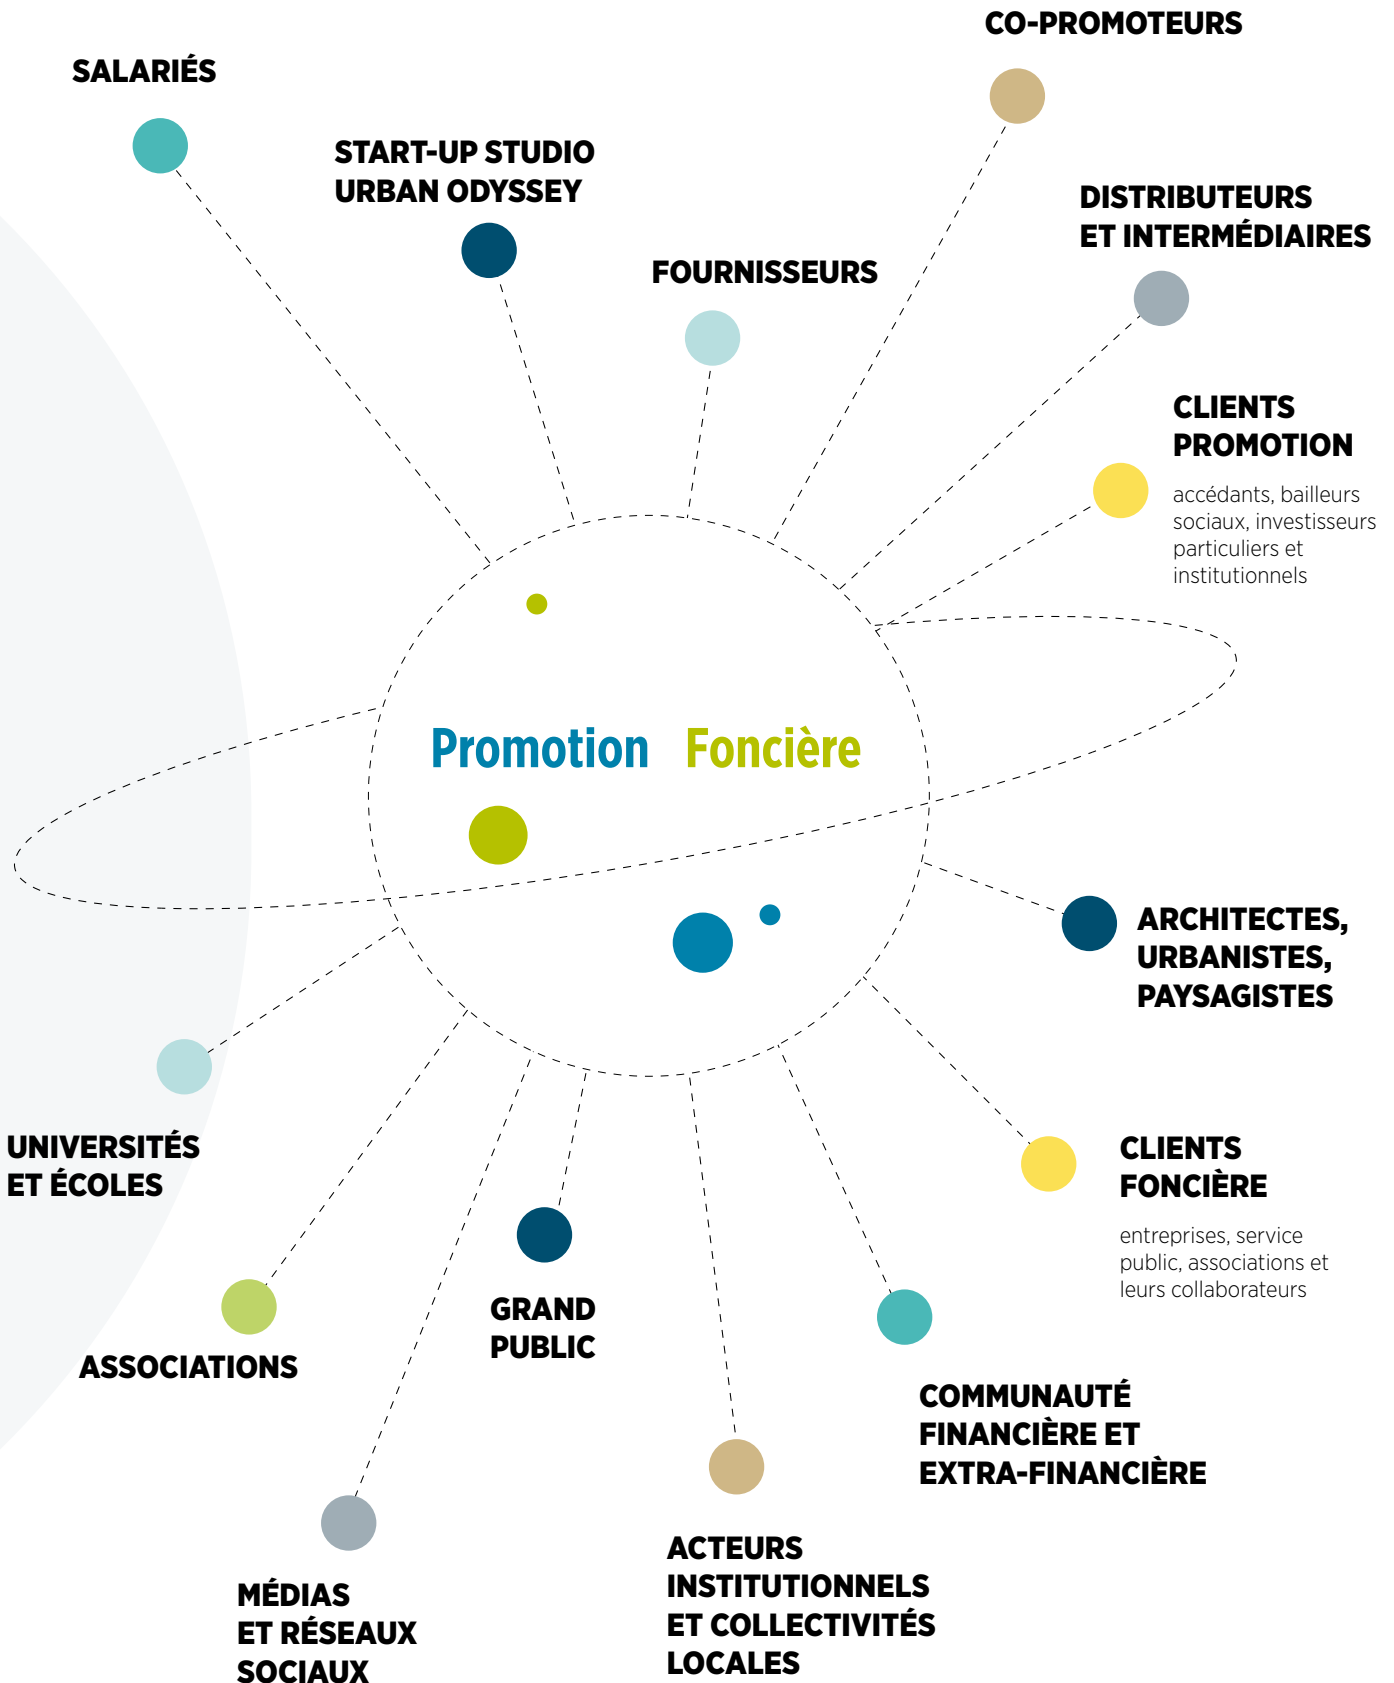 CO-PROMOTEURS
SALARIÉS
START-UP STUDIO
URBAN ODYSSEY
DISTRIBUTEURS
ET INTERMÉDIAIRES
FOURNISSEURS
CLIENTS
PROMOTION
accédants, bailleurs
sociaux, investisseurs
particuliers et
institutionnels
Promotion Foncière
ARCHITECTES,
URBANISTES,
PAYSAGISTES
UNIVERSITÉS
ET ÉCOLES
CLIENTS
FONCIÈRE
entreprises, service
public, associations et
leurs collaborateurs
GRAND
PUBLIC
ASSOCIATIONS
COMMUNAUTÉ
FINANCIÈRE ET
EXTRA-FINANCIÈRE
ACTEURS
INSTITUTIONNELS
ET COLLECTIVITÉS
LOCALES
MÉDIAS
ET RÉSEAUX
SOCIAUX